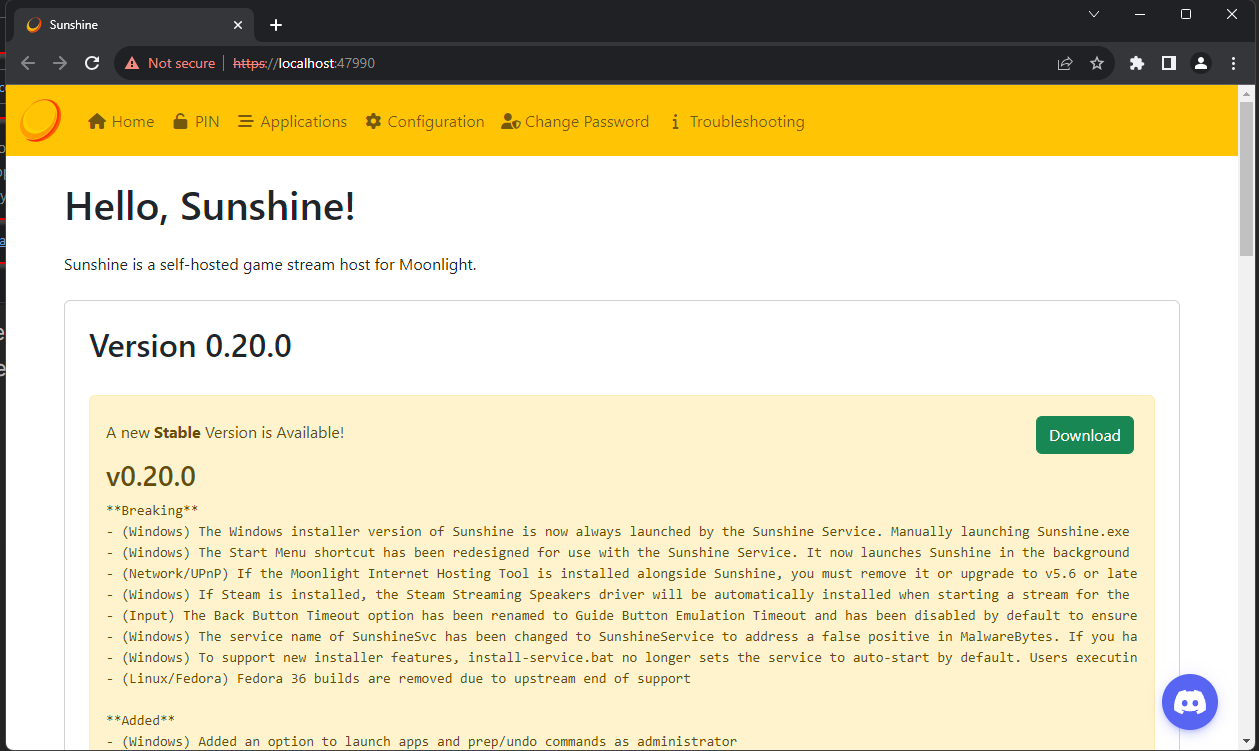 Sunshine
Not secure https://localhost:47990
Home PIN Applications Configuration Change Password Troubleshooting
Hello, Sunshine!
Sunshine is a self-hosted game stream host for Moonlight.
Version 0.20.0
A new Stable Version is Available!
Download
v0.20.0
**Breaking**
- (Windows) The Windows installer version of Sunshine is now always launched by the Sunshine Service. Manually launching Sunshine.exe
- (Windows) The Start Menu shortcut has been redesigned for use with the Sunshine Service. It now launches Sunshine in the background
- (Network/UPnP) If the Moonlight Internet Hosting Tool is installed alongside Sunshine, you must remove it or upgrade to v5.6 or late
- (Windows) If Steam is installed, the Steam Streaming Speakers driver will be automatically installed when starting a stream for the
- (Input) The Back Button Timeout option has been renamed to Guide Button Emulation Timeout and has been disabled by default to ensure
- (Windows) The service name of SunshineSvc has been changed to SunshineService to address a false positive in MalwareBytes. If you ha
- (Windows) To support new installer features, install-service.bat no longer sets the service to auto-start by default. Users executin
- (Linux/Fedora) Fedora 36 builds are removed due to upstream end of support
**Added**
- (Windows) Added an option to launch apps and prep/undo commands as administrator